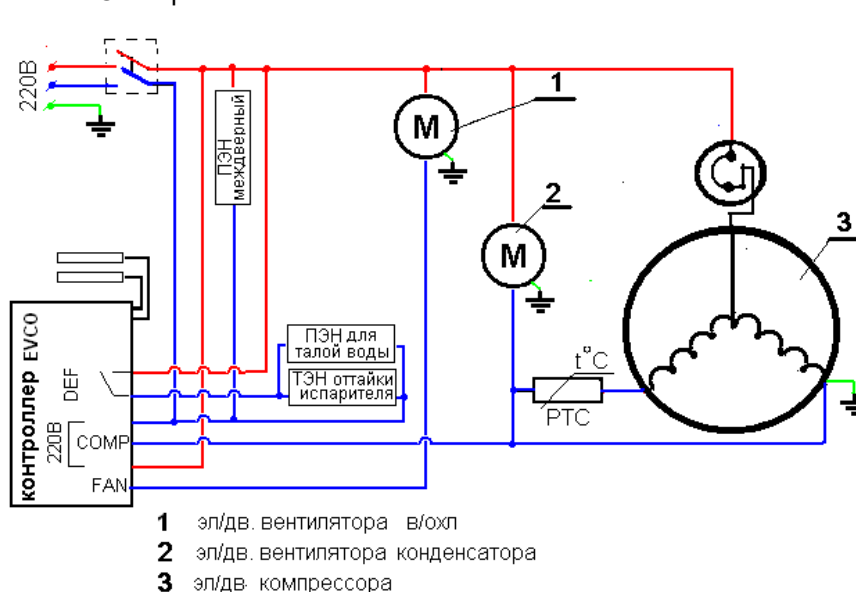 220В
1
ПЭН
междверный
М
2
М
3
контроллер EVCO
DEF
ПЭН для
талой воды
ТЭН оттайки
испарителя
t°C
РТС
220В
COMP
FAN
1 эл/дв. вентилятора в/охл
2 эл/дв. вентилятора конденсатора
3 эл/дв. компрессора